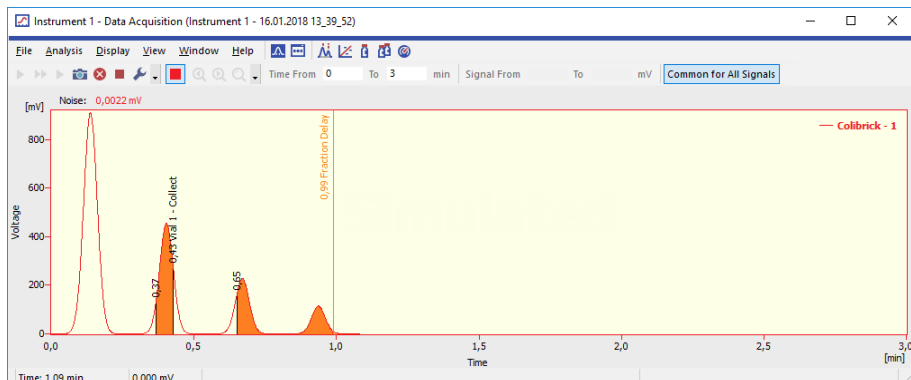 Instrument 1 - Data Acquisition (Instrument 1 - 16.01.2018 13_39_52)
File Analysis Display View Window Help
Time From 0 To 3 min Signal From To mV Common for All Signals
Noise: 0,0022 mV
[mV]
Colibrick - 1
800
600
400
200
0
Voltage
0,37
0,43 Vial 1 - Collect
0,65
0,99 Fraction Delay
0,0 0,5 1,0 1,5 2,0 2,5 3,0
Time
[min]
Time: 1.09 min 0.000 mV